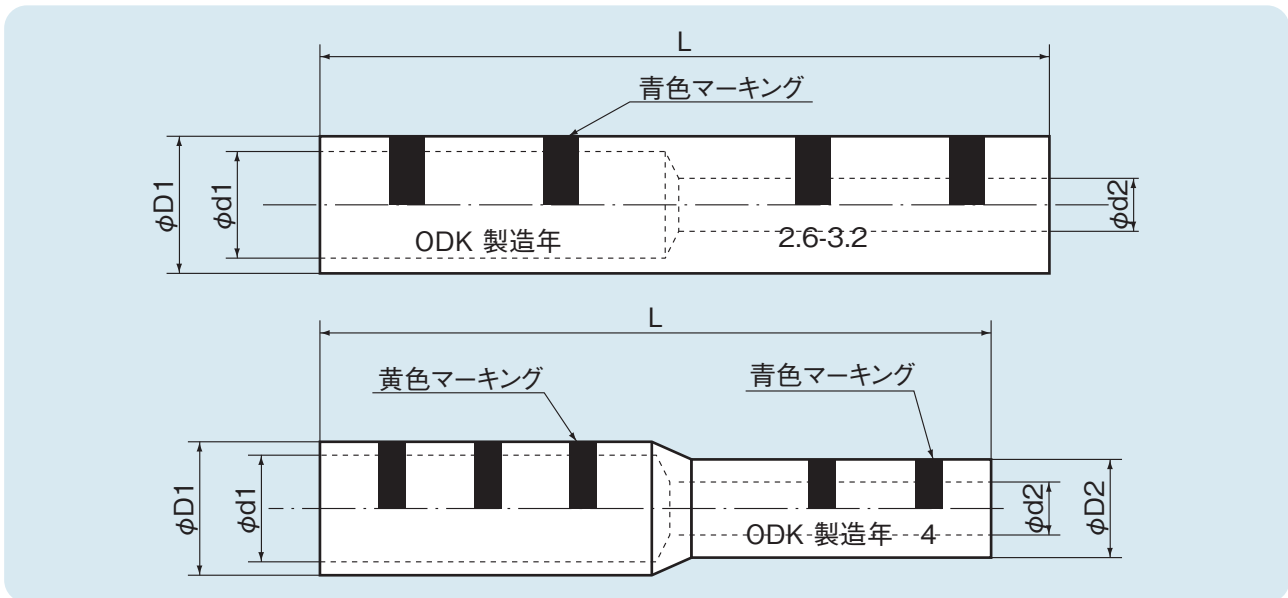 L
青色マーキング
φD1
φd1
φd2
ODK 製造年
2.6-3.2
L
黄色マーキング
青色マーキング
φD1
φd1
φd2
φD2
ODK 製造年 4